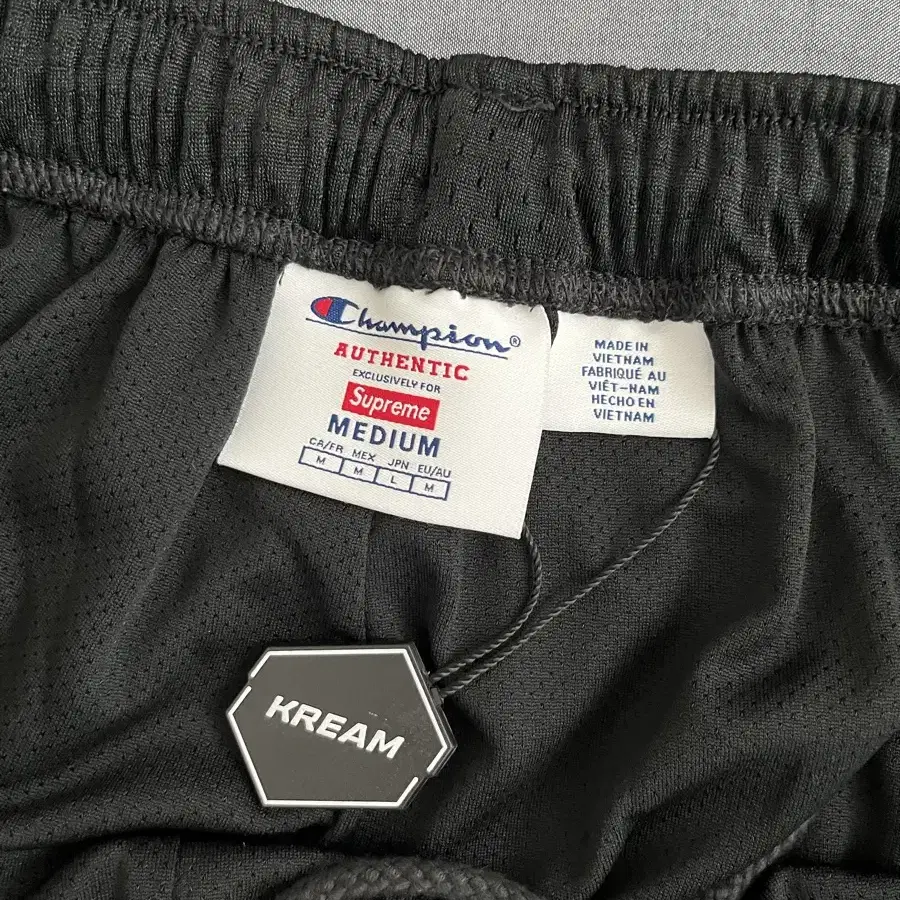 Champion®
AUTHENTIC
EXCLUSIVELY FOR
Supreme
MEDIUM
CA/FR MEX JPN EU/AU
M M L M
MADE IN
VIETNAM
FABRIQUÉ AU
VIÊT-NAM
HECHO EN
VIETNAM
KREAM